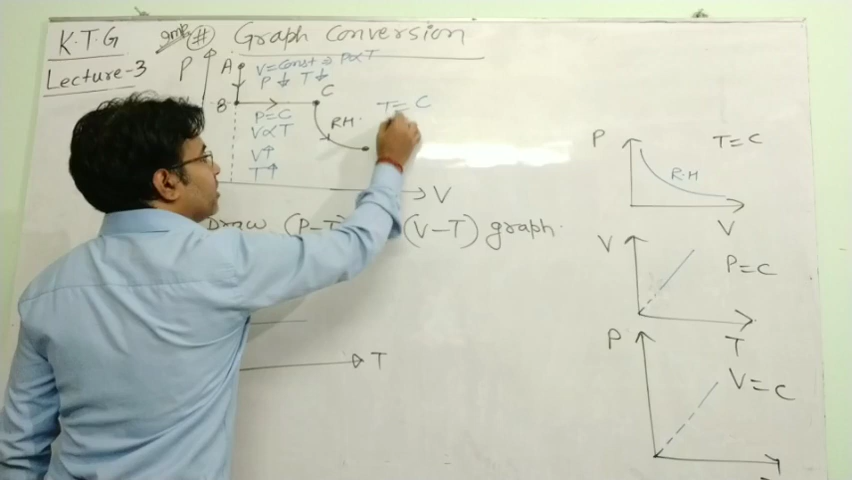 K.T.G
Imp # Graph Conversion
Lecture-3
P
A
V=Const ⇒ P∝T
P↓ T↓
B
C
P=C
V∝T
V↑
T↑
R.H.
T=C
V
Draw (P-T) (V-T) graph.
T
P
T=C
R.H
V
V
P=C
T
P
V=C